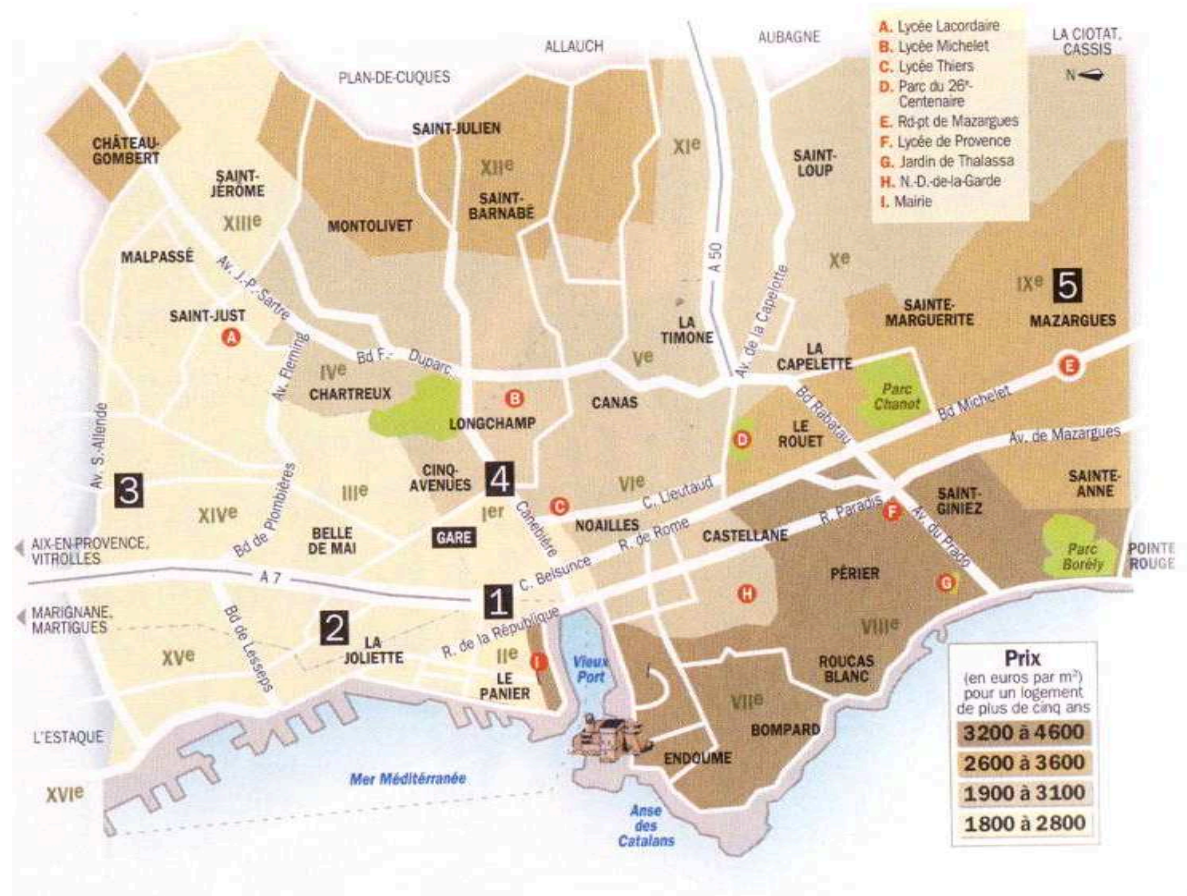 ALLAUCH
AUBAGNE
LA CIOTAT,
CASSIS
N
PLAN-DE-CUQUES
A. Lycée Lacordaire
B. Lycée Michelet
C. Lycée Thiers
D. Parc du 26e-
Centenaire
E. Rd-pt de Mazargues
F. Lycée de Provence
G. Jardin de Thalassa
H. N.-D.-de-la-Garde
I. Mairie
CHÂTEAU-
GOMBERT
SAINT-JULIEN
XIIe
XIe
SAINT-
LOUP
SAINT-
JÉRÔME
XIIIe
SAINT-
BARNABÉ
MONTOLIVET
MALPASSÉ
Av. J.-P.-Sartre
A 50
Av. de la Capelette
Xe
IXe
5
MAZARGUES
SAINTE-
MARGUERITE
SAINT-JUST
A
Av. Fleming
LA
TIMONE
Bd F.- Duparc
Ve
LA
CAPELETTE
E
IVe
CHARTREUX
B
CANAS
Parc
Chanot
Bd Michelet
Bd Rabatau
LONGCHAMP
LE
ROUET
D
Av. de Mazargues
Av. S.-Allende
3
CINQ-
AVENUES
4
VIe
C. Lieutaud
SAINTE-
ANNE
SAINT-
GINIEZ
IIIe
XIVe
Bd de Plombières
Ier
C
NOAILLES
Canebière
R. Paradis
F
Av. du Prado
BELLE
DE MAI
GARE
R. de Rome
CASTELLANE
AIX-EN-PROVENCE,
VITROLLES
A 7
C. Belsunce
PÉRIER
G
Parc
Borély
POINTE
ROUGE
MARIGNANE,
MARTIGUES
Bd de Lesseps
2
1
R. de la République
H
VIIIe
XVe
LA
JOLIETTE
IIe
I
LE
PANIER
Vieux
Port
ROUCAS
BLANC
VIIe
BOMPARD
ENDOUME
L'ESTAQUE
XVIe
Mer Méditérranée
Anse
des
Catalans
Prix
(en euros par m²)
pour un logement
de plus de cinq ans
3200 à 4600
2600 à 3600
1900 à 3100
1800 à 2800